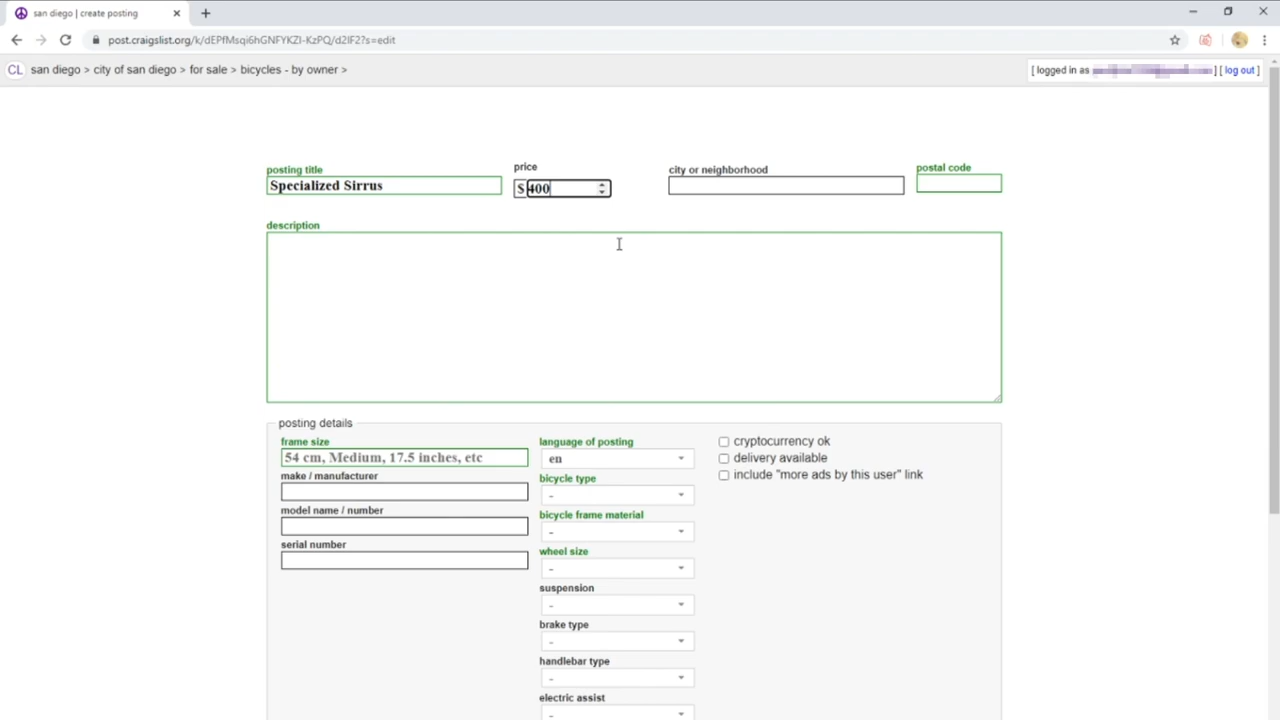 san diego | create posting
post.craigslist.org/k/dEPfMsqi6hGNFYKZI-KzPQ/d2IF2?s=edit
CL san diego > city of san diego > for sale > bicycles - by owner >
[ logged in as ] [ log out ]
posting title
price
city or neighborhood
postal code
Specialized Sirrus
$ 400
description
posting details
frame size
54 cm, Medium, 17.5 inches, etc
make / manufacturer
model name / number
serial number
language of posting
en
bicycle type
-
bicycle frame material
-
wheel size
-
suspension
-
brake type
-
handlebar type
-
electric assist
-
cryptocurrency ok
delivery available
include "more ads by this user" link